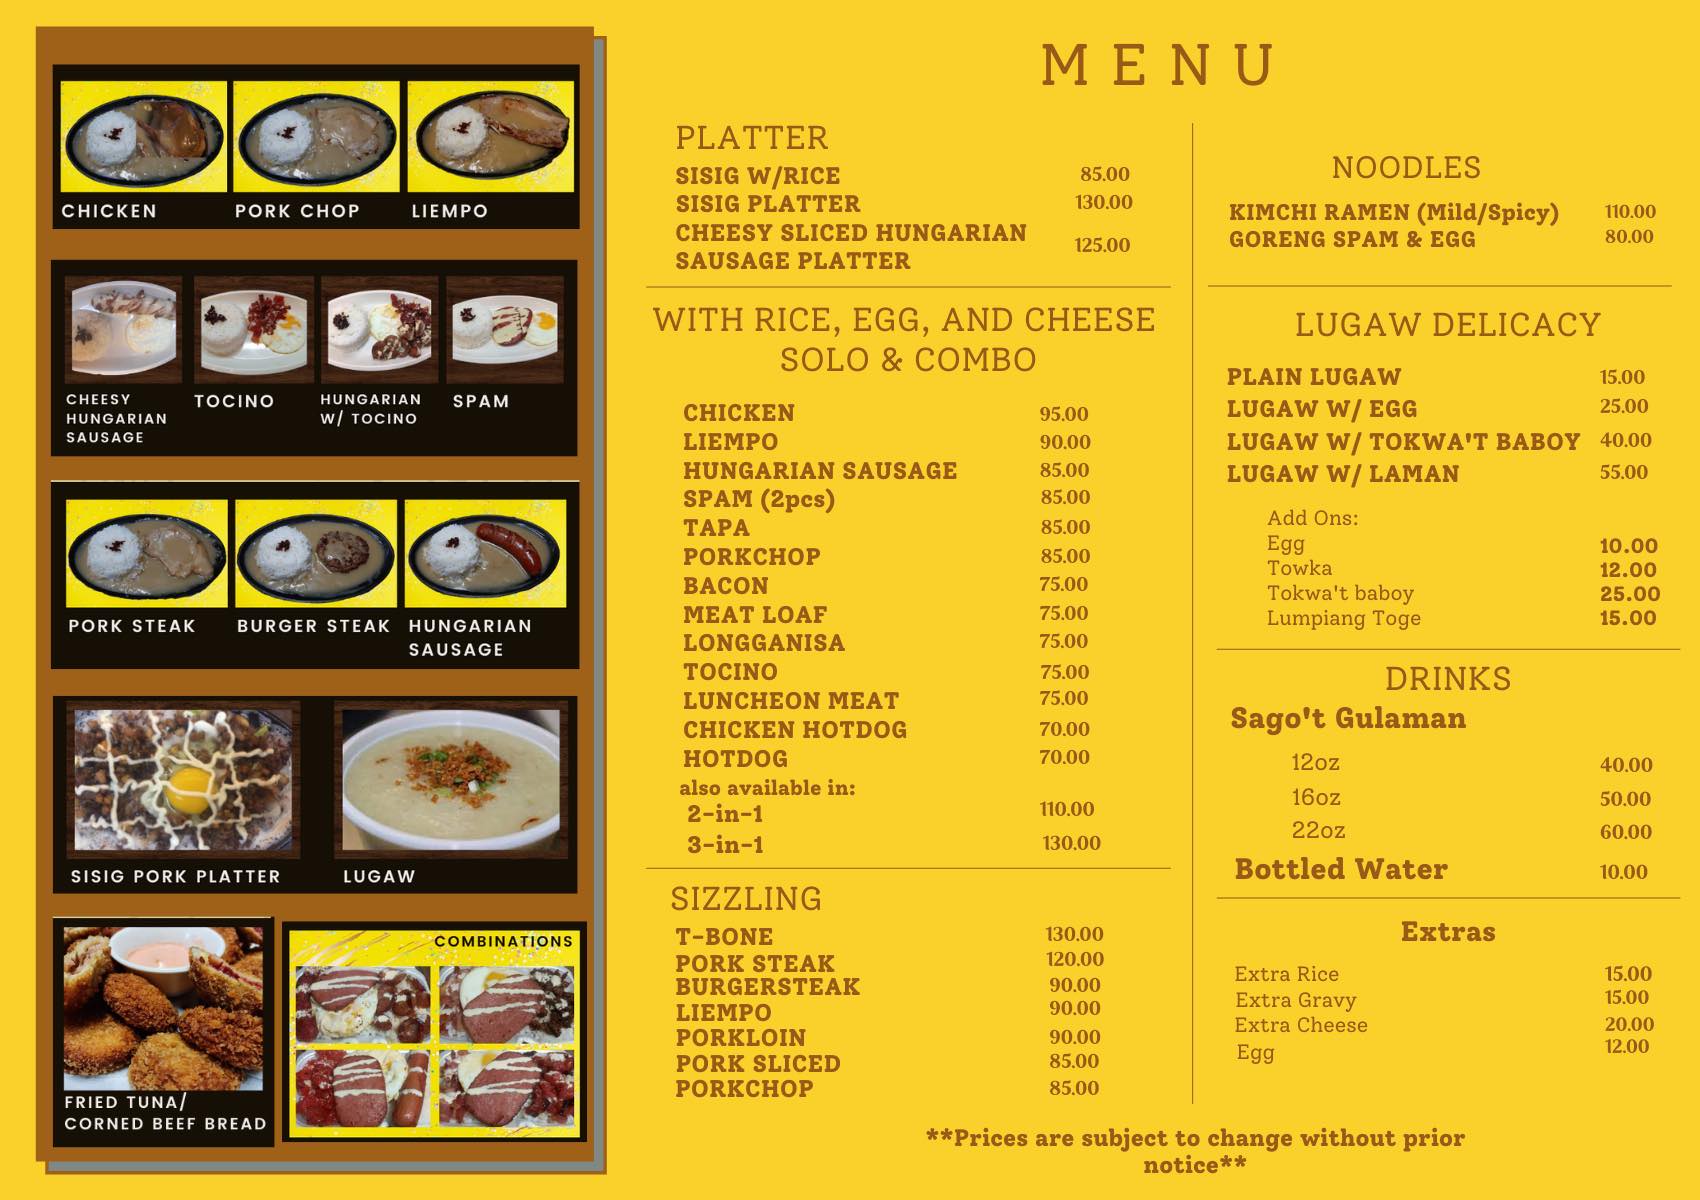 CHICKEN
PORK CHOP
LIEMPO
CHEESY
HUNGARIAN
SAUSAGE
TOCINO
HUNGARIAN
W/ TOCINO
SPAM
PORK STEAK
BURGER STEAK
HUNGARIAN
SAUSAGE
SISIG PORK PLATTER
LUGAW
FRIED TUNA/
CORNED BEEF BREAD
COMBINATIONS
MENU
PLATTER
SISIG W/RICE 85.00
SISIG PLATTER 130.00
CHEESY SLICED HUNGARIAN
SAUSAGE PLATTER 125.00
WITH RICE, EGG, AND CHEESE
SOLO & COMBO
CHICKEN 95.00
LIEMPO 90.00
HUNGARIAN SAUSAGE 85.00
SPAM (2pcs) 85.00
TAPA 85.00
PORKCHOP 85.00
BACON 75.00
MEAT LOAF 75.00
LONGGANISA 75.00
TOCINO 75.00
LUNCHEON MEAT 75.00
CHICKEN HOTDOG 70.00
HOTDOG 70.00
also available in:
2-in-1 110.00
3-in-1 130.00
SIZZLING
T-BONE 130.00
PORK STEAK 120.00
BURGERSTEAK 90.00
LIEMPO 90.00
PORKLOIN 90.00
PORK SLICED 85.00
PORKCHOP 85.00
NOODLES
KIMCHI RAMEN (Mild/Spicy) 110.00
GORENG SPAM & EGG 80.00
LUGAW DELICACY
PLAIN LUGAW 15.00
LUGAW W/ EGG 25.00
LUGAW W/ TOKWA'T BABOY 40.00
LUGAW W/ LAMAN 55.00
Add Ons:
Egg 10.00
Towka 12.00
Tokwa't baboy 25.00
Lumpiang Toge 15.00
DRINKS
Sago't Gulaman
12oz 40.00
16oz 50.00
22oz 60.00
Bottled Water 10.00
Extras
Extra Rice 15.00
Extra Gravy 15.00
Extra Cheese 20.00
Egg 12.00
**Prices are subject to change without prior
notice**